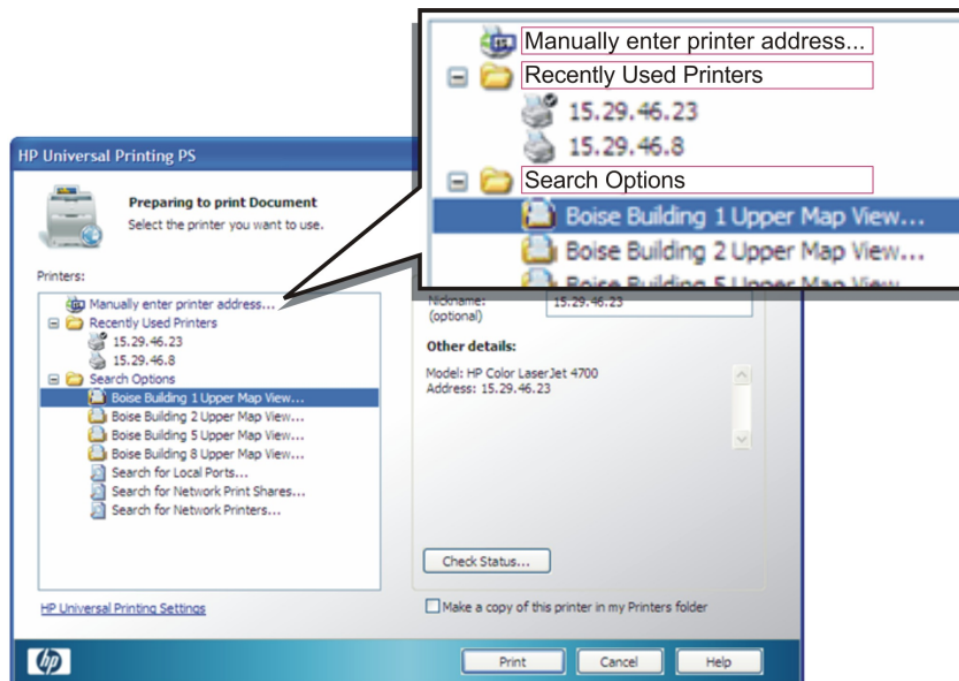 Manually enter printer address...
Recently Used Printers
15.29.46.23
15.29.46.8
Search Options
Boise Building 1 Upper Map View...
Boise Building 2 Upper Map View...
Boise Building 5 Upper Map View
HP Universal Printing PS
Preparing to print Document
Select the printer you want to use.
Printers:
Manually enter printer address...
Recently Used Printers
15.29.46.23
15.29.46.8
Search Options
Boise Building 1 Upper Map View...
Boise Building 2 Upper Map View...
Boise Building 5 Upper Map View...
Boise Building 8 Upper Map View...
Search for Local Ports...
Search for Network Print Shares...
Search for Network Printers...
HP Universal Printing Settings
Nickname:
(optional)
15.29.46.23
Other details:
Model: HP Color LaserJet 4700
Address: 15.29.46.23
Check Status...
Make a copy of this printer in my Printers folder
hp
Print
Cancel
Help